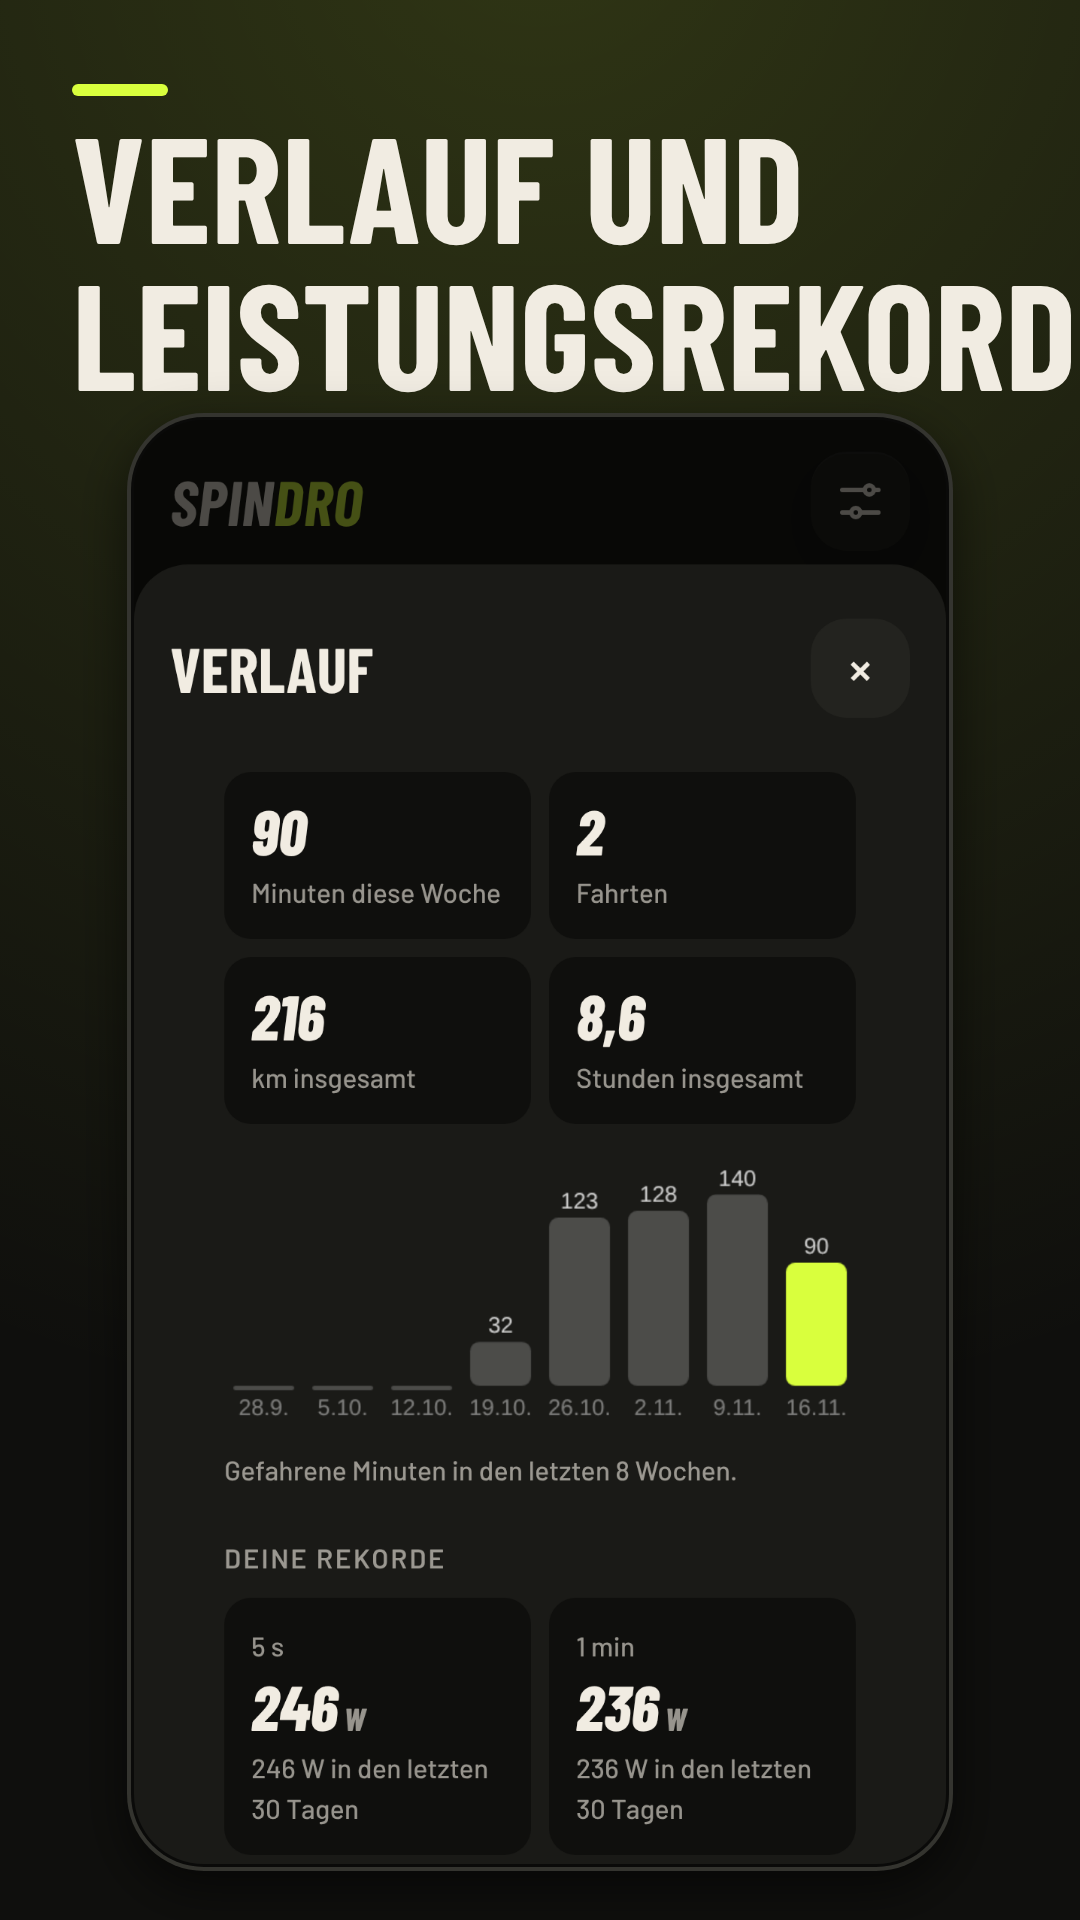 VERLAUF UND
LEISTUNGSREKORD
SPINDRO
VERLAUF
×
90
Minuten diese Woche
2
Fahrten
216
km insgesamt
8,6
Stunden insgesamt
32
123
128
140
90
28.9.
5.10.
12.10.
19.10.
26.10.
2.11.
9.11.
16.11.
Gefahrene Minuten in den letzten 8 Wochen.
DEINE REKORDE
5 s
246 W
246 W in den letzten
30 Tagen
1 min
236 W
236 W in den letzten
30 Tagen